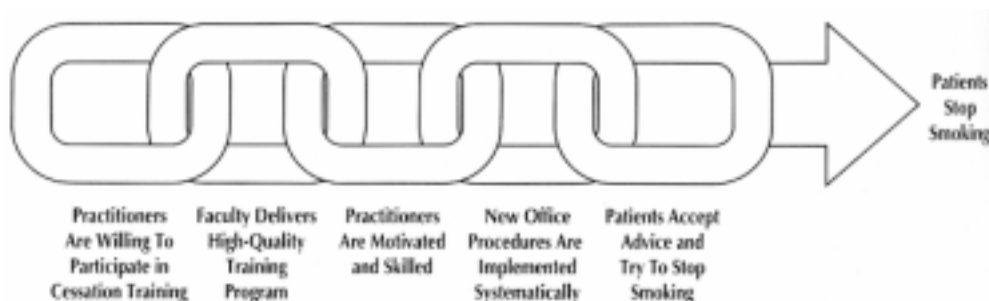 Patients
Stop
Smoking
Practitioners
Are Willing To
Participate in
Cessation Training
Faculty Delivers
High-Quality
Training
Program
Practitioners
Are Motivated
and Skilled
New Office
Procedures Are
Implemented
Systematically
Patients Accept
Advice and
Try To Stop
Smoking